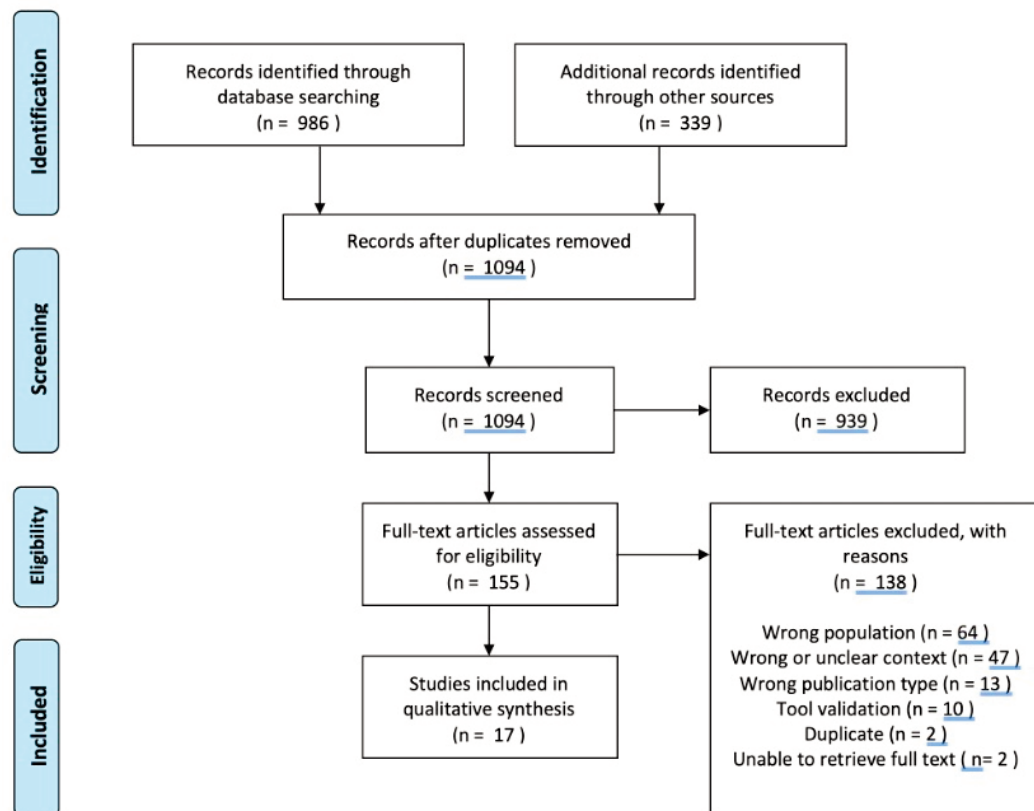 Identification
Records identified through
database searching
(n = 986 )
Additional records identified
through other sources
(n = 339 )
Screening
Records after duplicates removed
(n = 1094 )
Records screened
(n = 1094 )
Records excluded
(n = 939 )
Eligibility
Full-text articles assessed
for eligibility
(n = 155 )
Full-text articles excluded, with
reasons
(n = 138 )
Wrong population (n = 64 )
Wrong or unclear context (n = 47 )
Wrong publication type (n = 13 )
Tool validation (n = 10 )
Duplicate (n = 2 )
Unable to retrieve full text ( n= 2 )
Included
Studies included in
qualitative synthesis
(n = 17 )